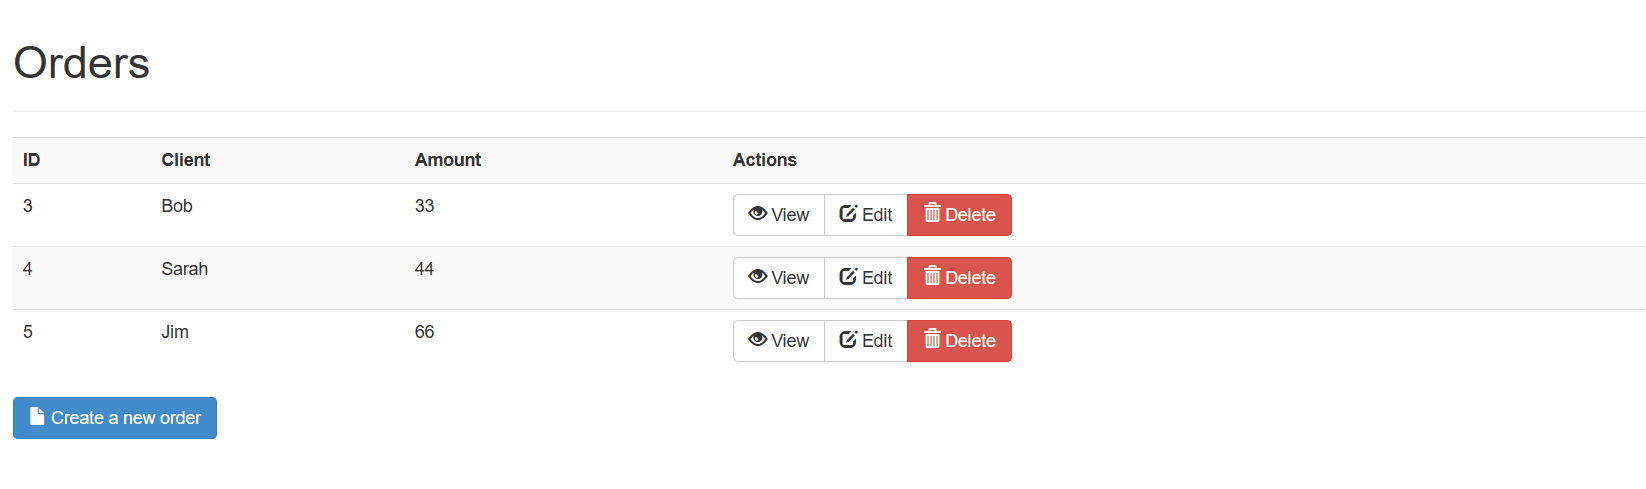 Orders
ID Client Amount Actions
3 Bob 33 View Edit Delete
4 Sarah 44 View Edit Delete
5 Jim 66 View Edit Delete
Create a new order